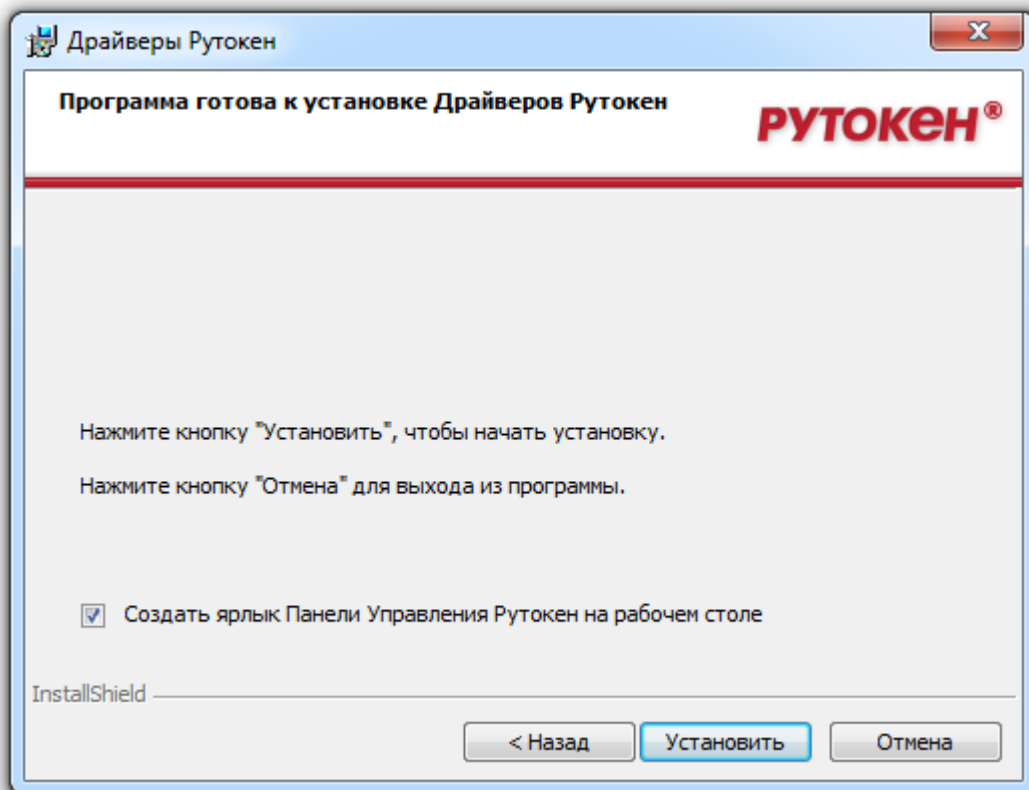 Драйверы Рутокен
Программа готова к установке Драйверов Рутокен
РУТОКЕН®
Нажмите кнопку "Установить", чтобы начать установку.
Нажмите кнопку "Отмена" для выхода из программы.
Создать ярлык Панели Управления Рутокен на рабочем столе
InstallShield
< Назад
Установить
Отмена